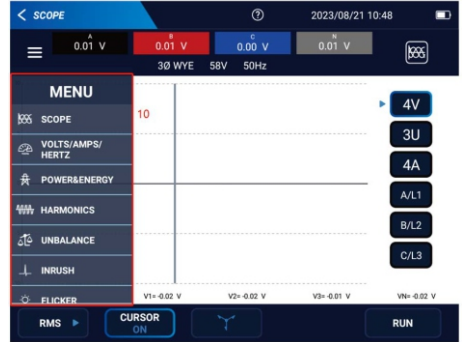 < SCOPE ? 2023/08/21 10:48
A B C N
0.01 V 0.01 V 0.00 V 0.01 V
3Ø WYE 58V 50Hz
MENU
SCOPE
VOLTS/AMPS/
HERTZ
POWER&ENERGY
HARMONICS
UNBALANCE
INRUSH
FLICKER
10
4V
3U
4A
A/L1
B/L2
C/L3
V1= -0.02 V V2= -0.02 V V3= -0.01 V VN= -0.02 V
RMS CURSOR RUN
ON